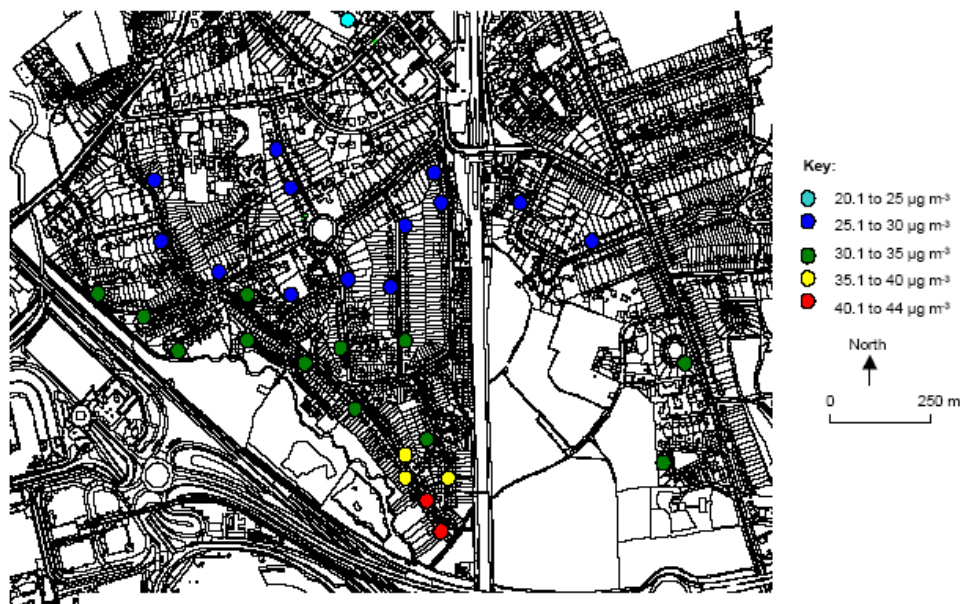 Key:
20.1 to 25 µg m⁻³
25.1 to 30 µg m⁻³
30.1 to 35 µg m⁻³
35.1 to 40 µg m⁻³
40.1 to 44 µg m⁻³
North
0 250 m